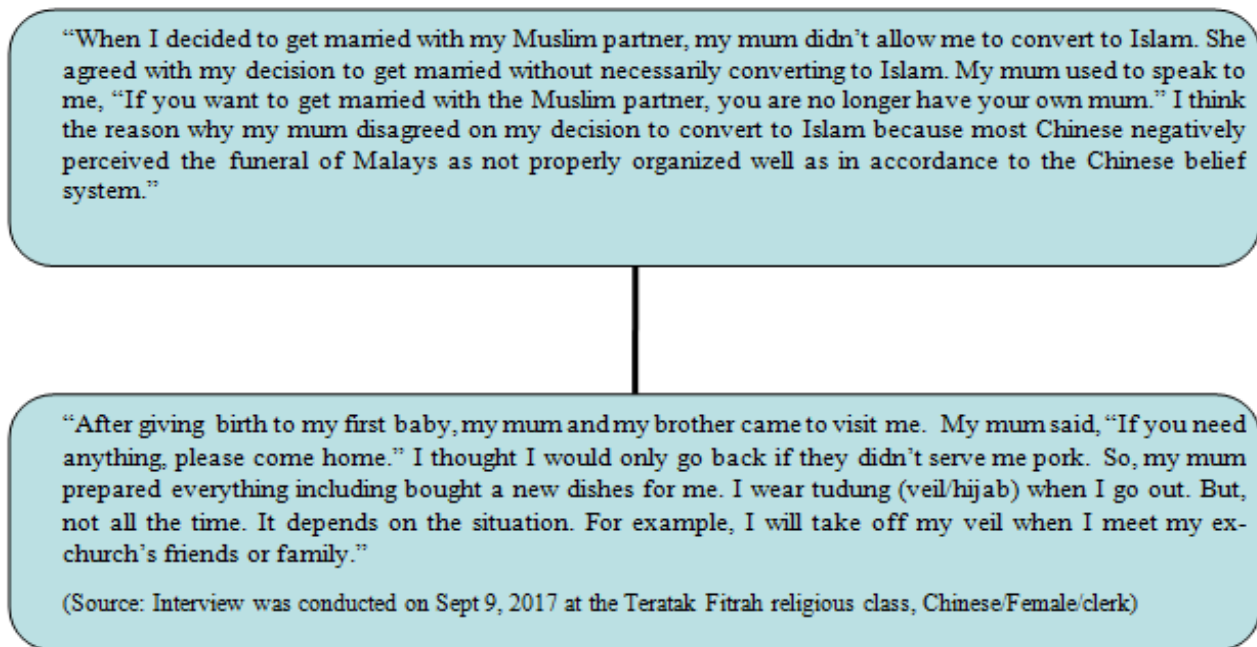 “When I decided to get married with my Muslim partner, my mum didn’t allow me to convert to Islam. She
agreed with my decision to get married without necessarily converting to Islam. My mum used to speak to
me, “If you want to get married with the Muslim partner, you are no longer have your own mum.” I think
the reason why my mum disagreed on my decision to convert to Islam because most Chinese negatively
perceived the funeral of Malays as not properly organized well as in accordance to the Chinese belief
system.”
“After giving birth to my first baby, my mum and my brother came to visit me. My mum said, “If you need
anything, please come home.” I thought I would only go back if they didn’t serve me pork. So, my mum
prepared everything including bought a new dishes for me. I wear tudung (veil/hijab) when I go out. But,
not all the time. It depends on the situation. For example, I will take off my veil when I meet my ex-
church’s friends or family.”
(Source: Interview was conducted on Sept 9, 2017 at the Teratak Fitrah religious class, Chinese/Female/clerk)